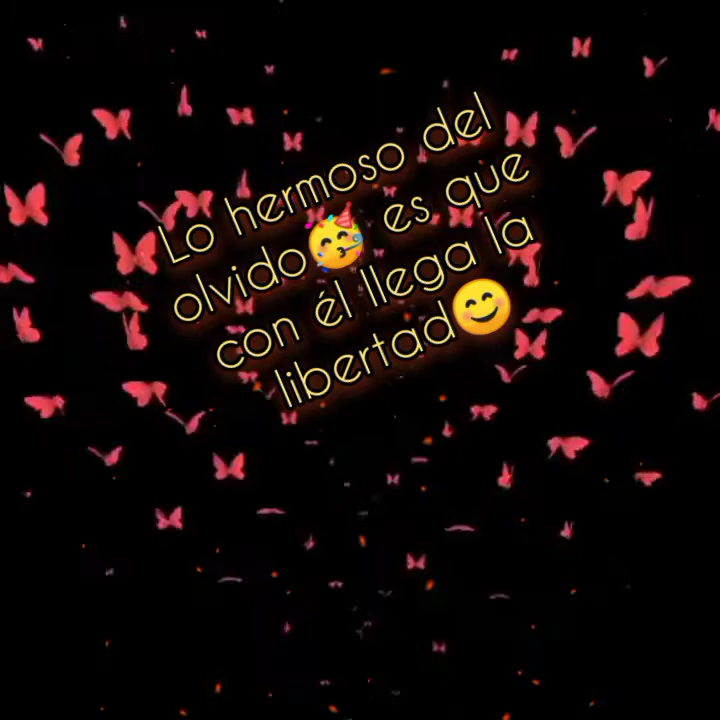 Lo hermoso del
olvido🥳 es que
con él llega la
libertad😊